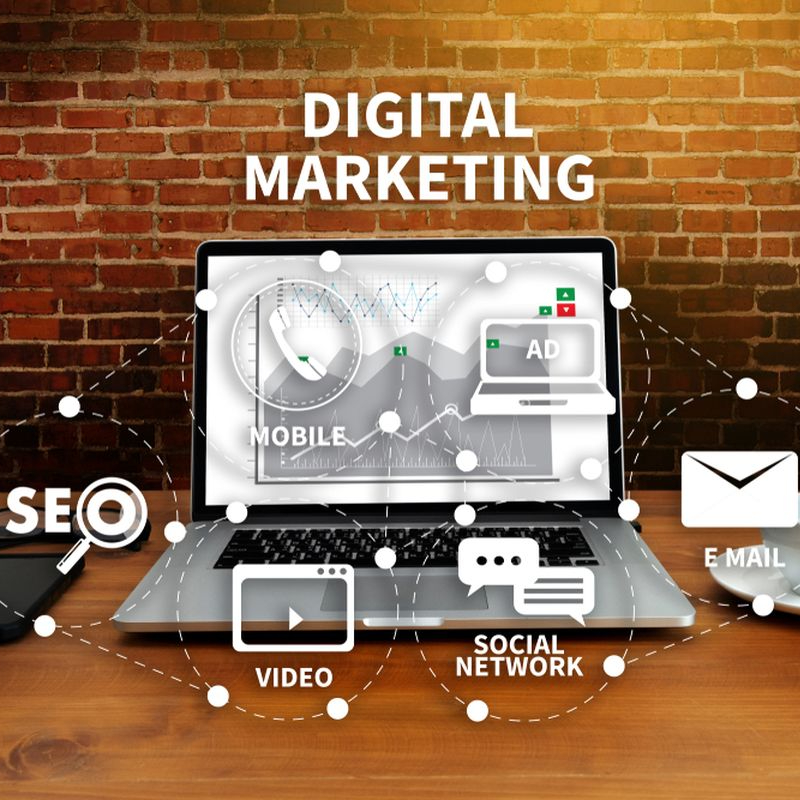 DIGITAL
MARKETING
AD
MOBILE
SEO
E MAIL
VIDEO
SOCIAL
NETWORK